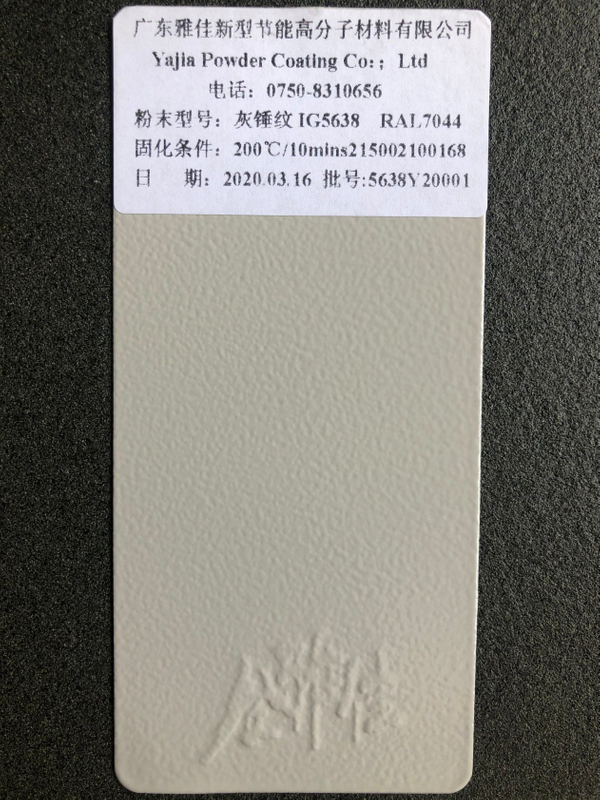 广东雅佳新型节能高分子材料有限公司
Yajia Powder Coating Co:；Ltd
电话：0750-8310656
粉末型号：灰锤纹 IG5638 RAL7044
固化条件：200℃/10mins215002100168
日 期：2020.03.16 批号:5638Y20001